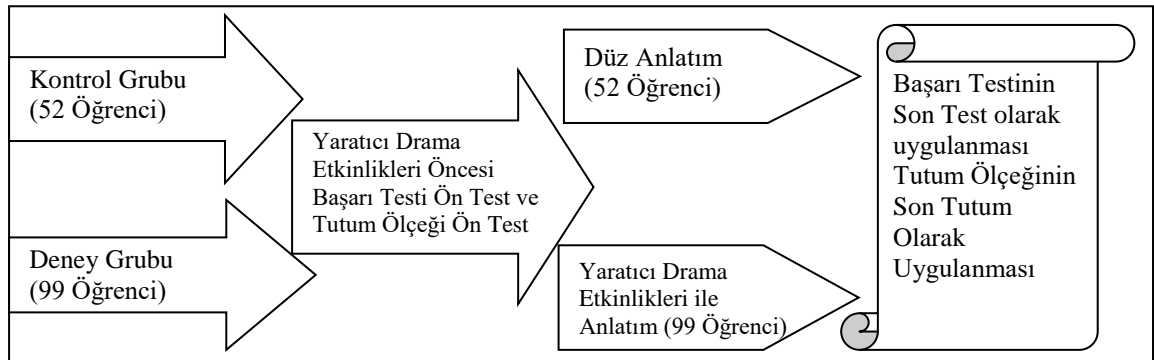 Kontrol Grubu
(52 Öğrenci)
Deney Grubu
(99 Öğrenci)
Yaratıcı Drama
Etkinlikleri Öncesi
Başarı Testi Ön Test ve
Tutum Ölçeği Ön Test
Düz Anlatım
(52 Öğrenci)
Yaratıcı Drama
Etkinlikleri ile
Anlatım (99 Öğrenci)
Başarı Testinin
Son Test olarak
uygulanması
Tutum Ölçeğinin
Son Tutum
Olarak
Uygulanması